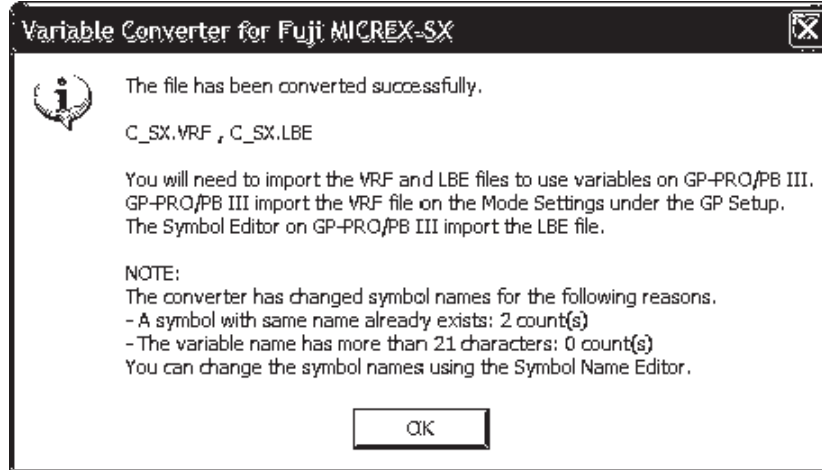 Variable Converter for Fuji MICREX-SX
The file has been converted successfully.
C_SX.VRF , C_SX.LBE
You will need to import the VRF and LBE files to use variables on GP-PRO/PB III.
GP-PRO/PB III import the VRF file on the Mode Settings under the GP Setup.
The Symbol Editor on GP-PRO/PB III import the LBE file.
NOTE:
The converter has changed symbol names for the following reasons.
- A symbol with same name already exists: 2 count(s)
- The variable name has more than 21 characters: 0 count(s)
You can change the symbol names using the Symbol Name Editor.
OK